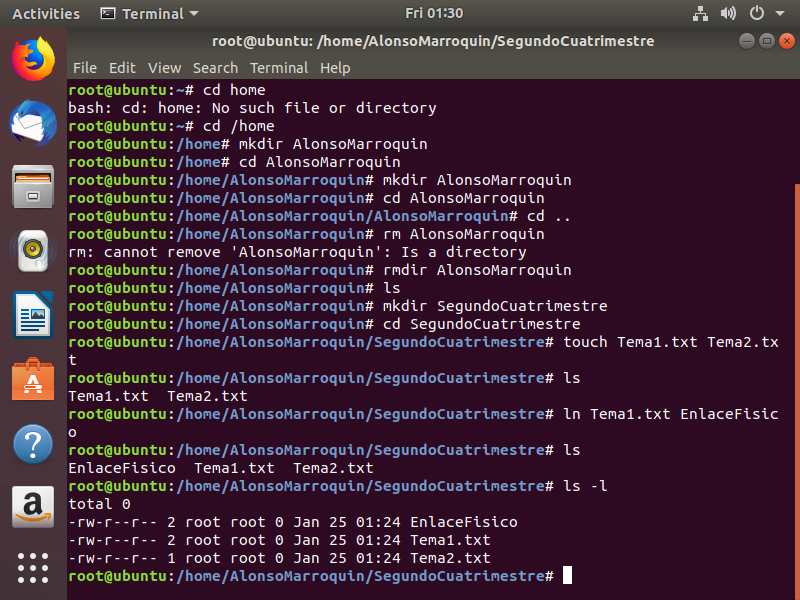 Activities Terminal Fri 01:30
root@ubuntu: /home/AlonsoMarroquin/SegundoCuatrimestre
File Edit View Search Terminal Help
root@ubuntu:~# cd home
bash: cd: home: No such file or directory
root@ubuntu:~# cd /home
root@ubuntu:/home# mkdir AlonsoMarroquin
root@ubuntu:/home# cd AlonsoMarroquin
root@ubuntu:/home/AlonsoMarroquin# mkdir AlonsoMarroquin
root@ubuntu:/home/AlonsoMarroquin# cd AlonsoMarroquin
root@ubuntu:/home/AlonsoMarroquin/AlonsoMarroquin# cd ..
root@ubuntu:/home/AlonsoMarroquin# rm AlonsoMarroquin
rm: cannot remove 'AlonsoMarroquin': Is a directory
root@ubuntu:/home/AlonsoMarroquin# rmdir AlonsoMarroquin
root@ubuntu:/home/AlonsoMarroquin# ls
root@ubuntu:/home/AlonsoMarroquin# mkdir SegundoCuatrimestre
root@ubuntu:/home/AlonsoMarroquin# cd SegundoCuatrimestre
root@ubuntu:/home/AlonsoMarroquin/SegundoCuatrimestre# touch Tema1.txt Tema2.tx
t
root@ubuntu:/home/AlonsoMarroquin/SegundoCuatrimestre# ls
Tema1.txt  Tema2.txt
root@ubuntu:/home/AlonsoMarroquin/SegundoCuatrimestre# ln Tema1.txt EnlaceFisic
o
root@ubuntu:/home/AlonsoMarroquin/SegundoCuatrimestre# ls
EnlaceFisico  Tema1.txt  Tema2.txt
root@ubuntu:/home/AlonsoMarroquin/SegundoCuatrimestre# ls -l
total 0
-rw-r--r-- 2 root root 0 Jan 25 01:24 EnlaceFisico
-rw-r--r-- 2 root root 0 Jan 25 01:24 Tema1.txt
-rw-r--r-- 1 root root 0 Jan 25 01:24 Tema2.txt
root@ubuntu:/home/AlonsoMarroquin/SegundoCuatrimestre#